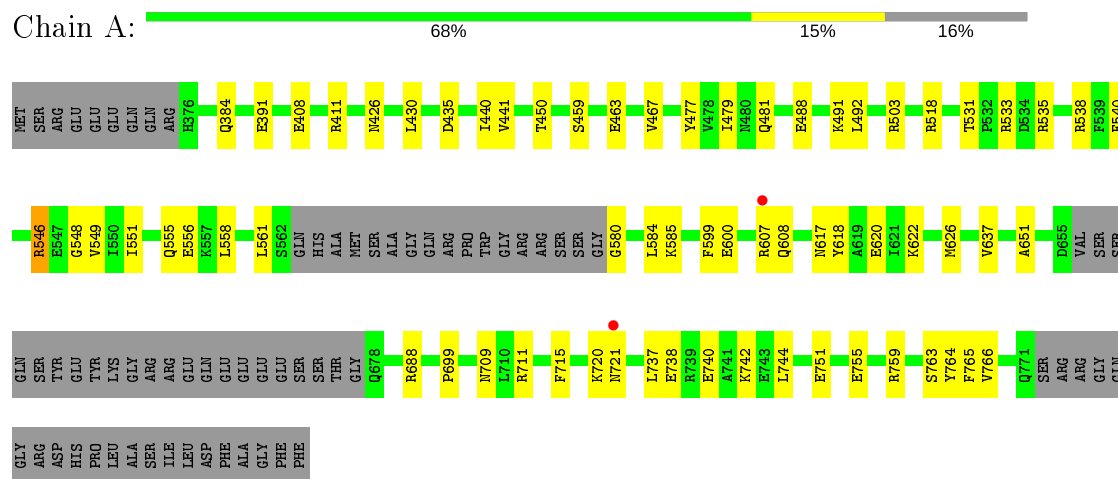 Chain A:
68% 15% 16%
MET SER ARG GLU GLU GLU GLN GLN ARG H376 Q384 E391 E408 R411 N426 L430 D435 I440 V441 T450 S459 E463 V467 Y477 V478 I479 N480 Q481 E488 K491 L492 R503 R518 T531 P532 R533 D534 R535 R538 F539
R546 E547 G548 V549 I550 I551 Q555 E556 K557 L558 L561 S562 GLN HIS ALA MET SER ALA GLY GLN ARG PRO TRP GLY ARG ARG SER SER GLY G580 L584 K585 F599 E600 R607 Q608 N617 Y618 A619 E620 I621 K622 M626 V637 A651 D655 VAL SER
GLN SER TYR GLU TYR LYS GLY ARG ARG GLU GLN GLU GLU GLU GLU SER SER THR GLY Q678 R688 P699 N709 L710 R711 F715 K720 N721 L737 E738 R739 E740 A741 K742 E743 L744 E751 E755 R759 S763 Y764 F765 V766 Q771 SER ARG ARG GLY
GLY ARG ASP HIS PRO LEU ALA SER ILE LEU ASP PHE ALA GLY PHE PHE